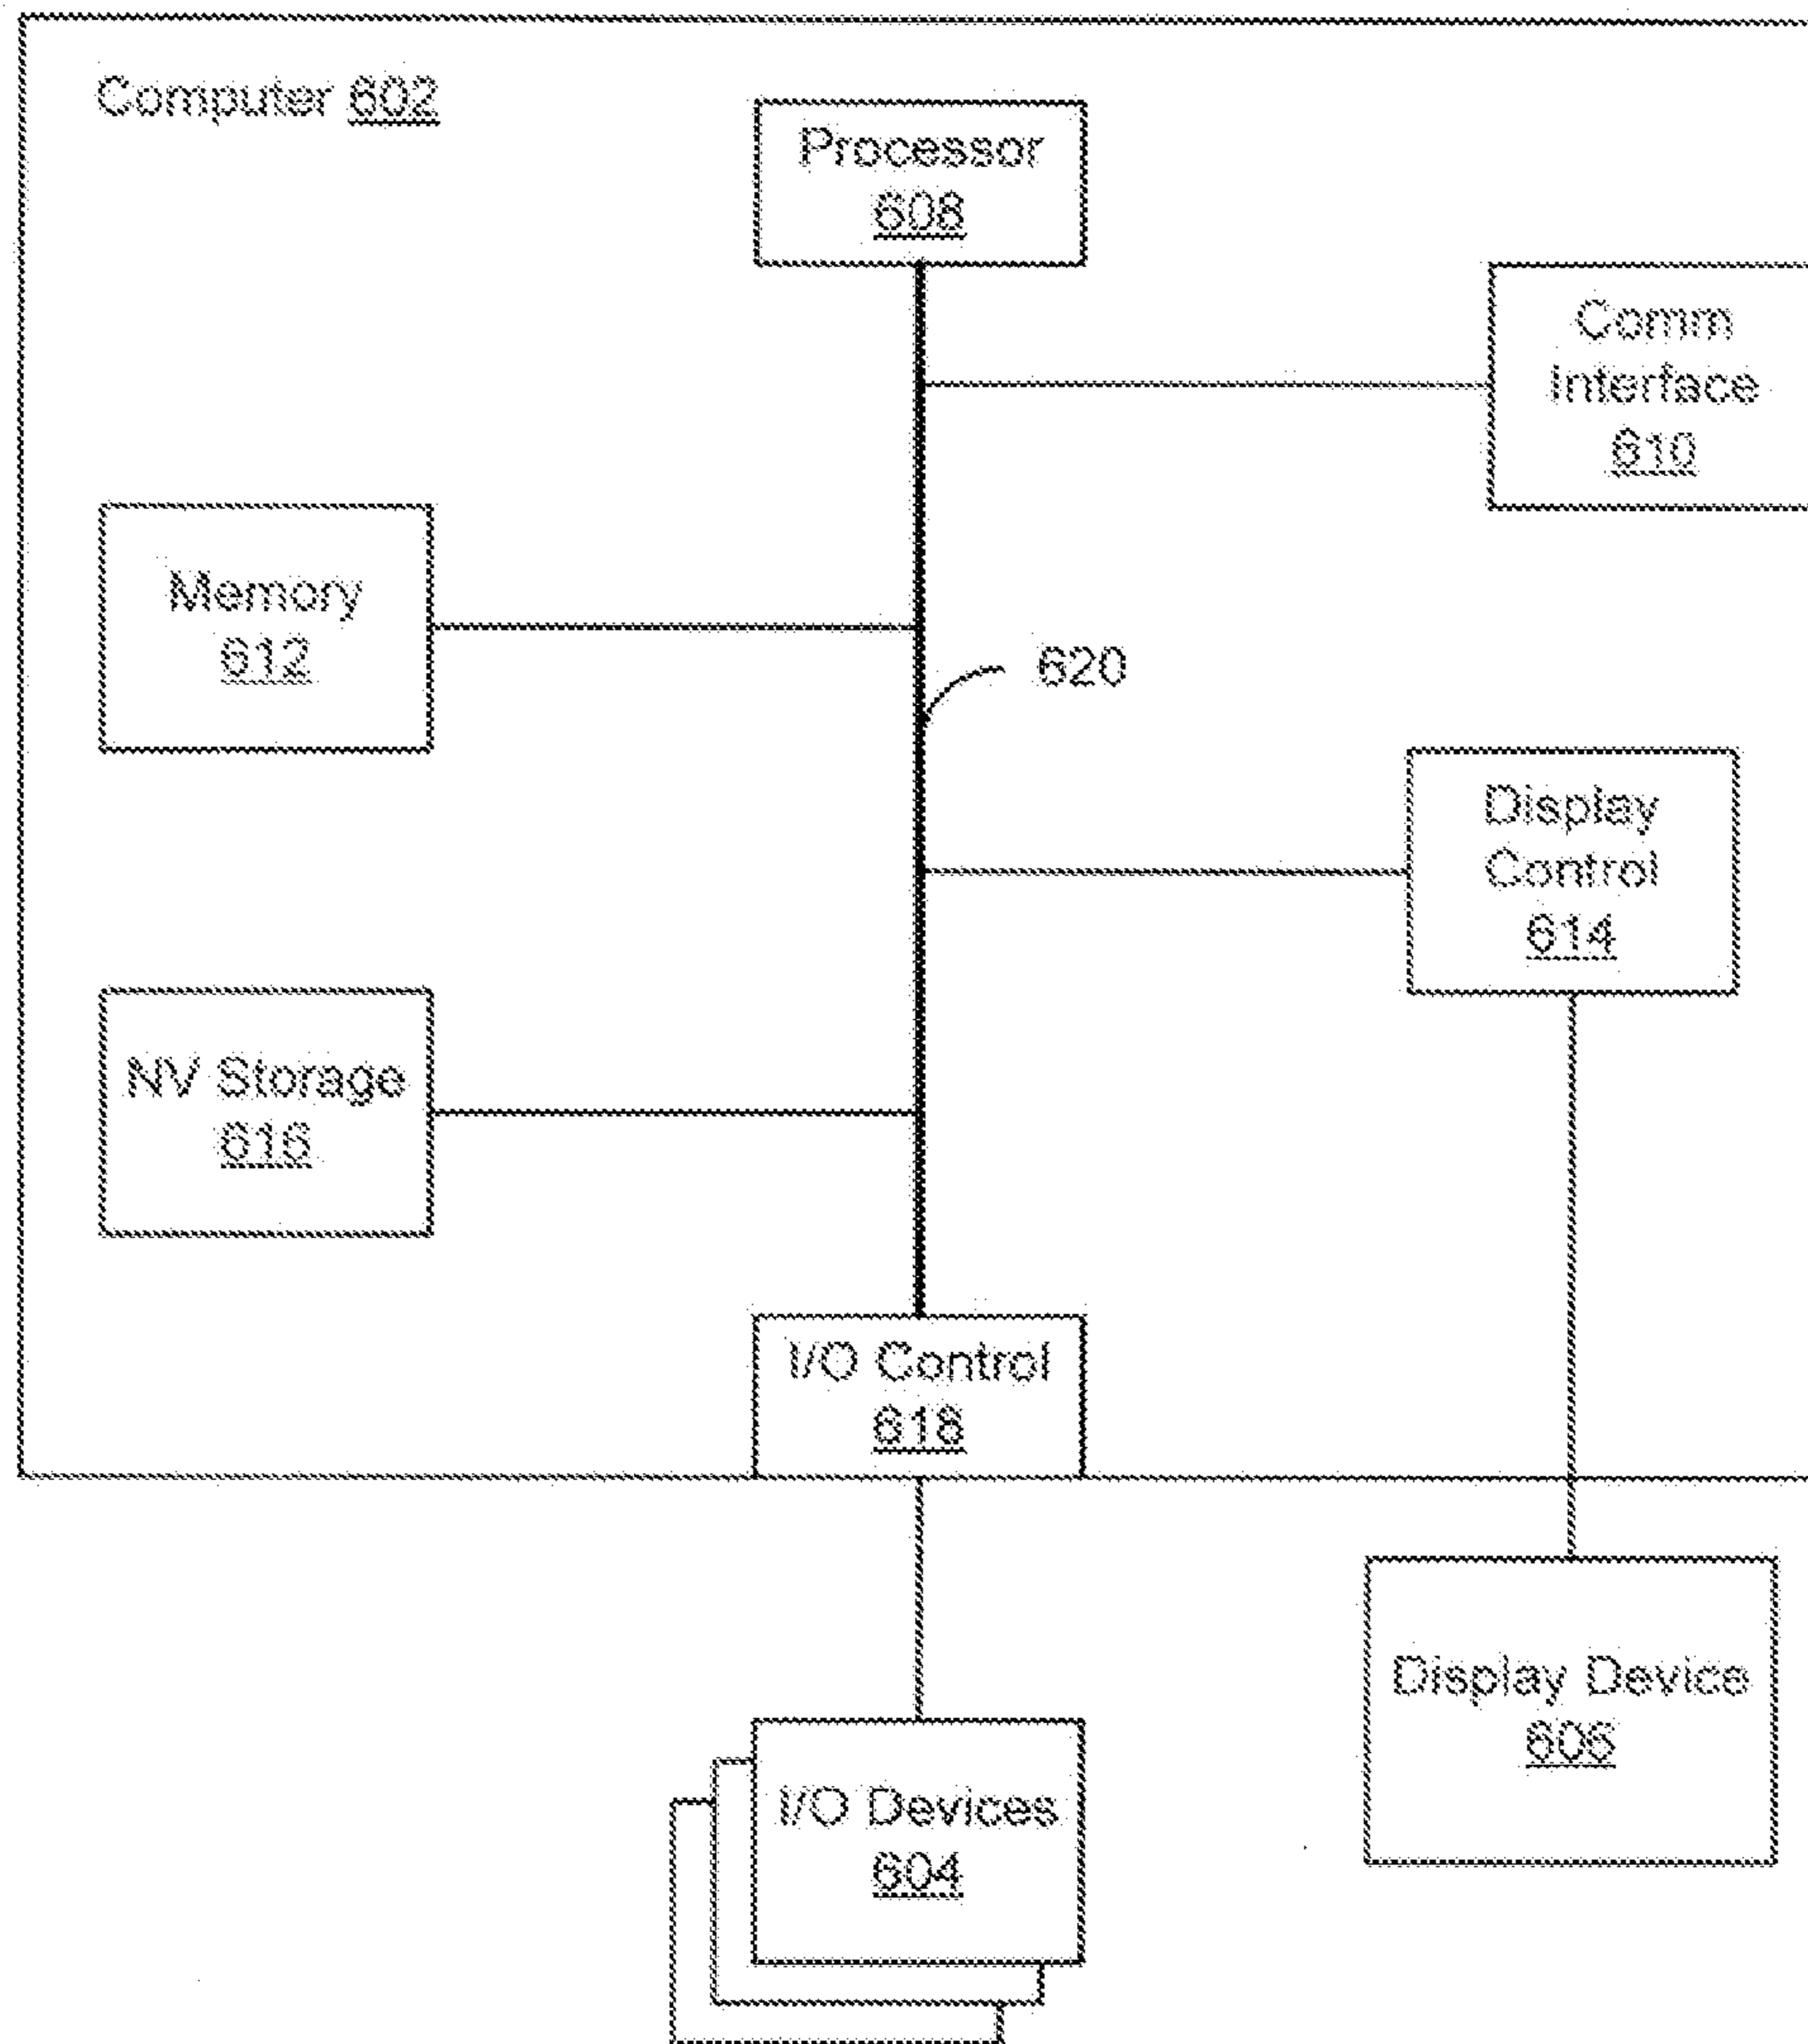 Computer 602
Processor
608
Comm
Interface
610
Memory
612
620
Display
Control
614
NV Storage
616
I/O Control
618
Display Device
606
I/O Devices
604